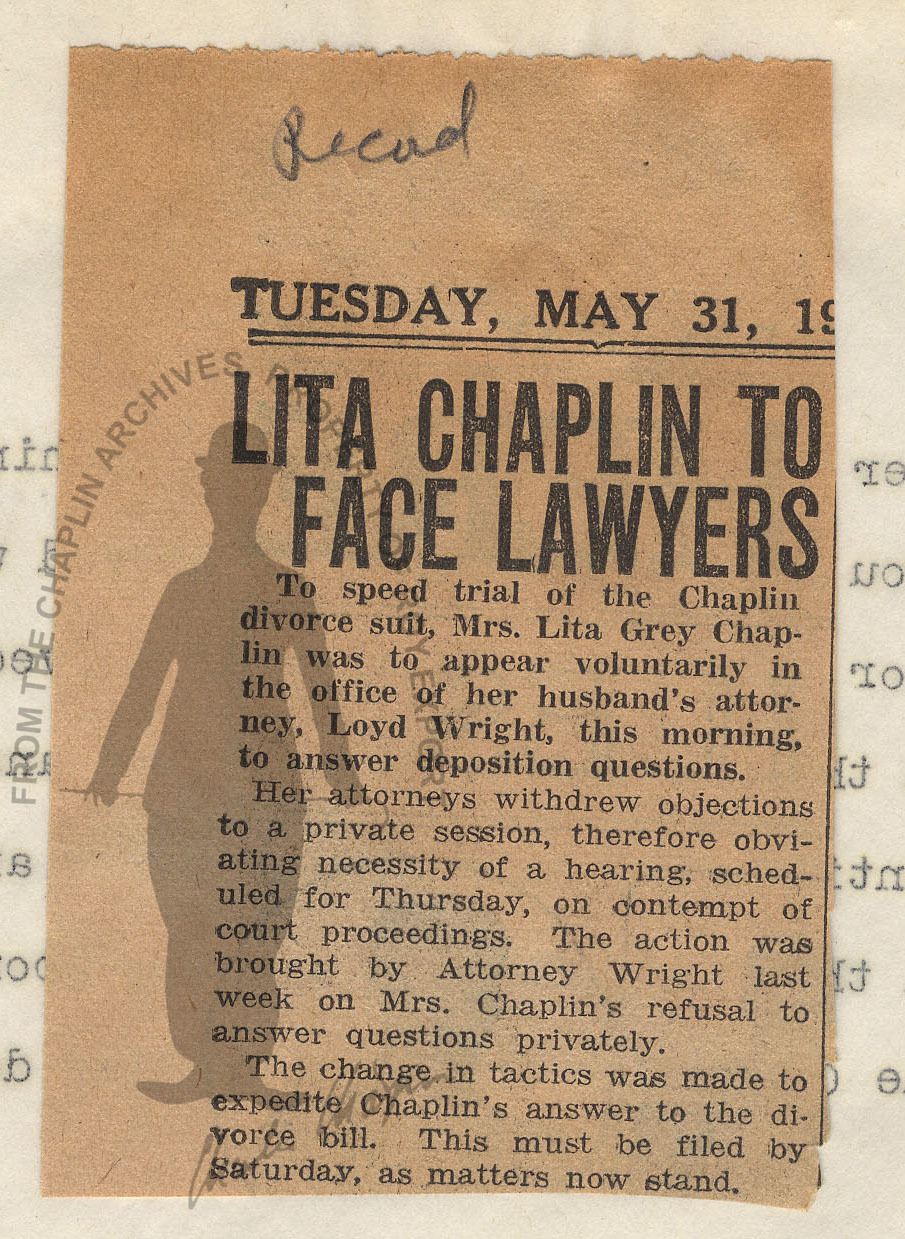 Record
TUESDAY, MAY 31, 19
LITA CHAPLIN TO
FACE LAWYERS
To speed trial of the Chaplin
divorce suit, Mrs. Lita Grey Chap-
lin was to appear voluntarily in
the office of her husband's attor-
ney, Loyd Wright, this morning,
to answer deposition questions.
Her attorneys withdrew objections
to a private session, therefore obvi-
ating necessity of a hearing, sched-
uled for Thursday, on contempt of
court proceedings. The action was
brought by Attorney Wright last
week on Mrs. Chaplin's refusal to
answer questions privately.
The change in tactics was made to
expedite Chaplin's answer to the di-
vorce bill. This must be filed by
Saturday, as matters now stand.
FROM THE CHAPLIN ARCHIVES, PROPERTY OF ROY EXPORT